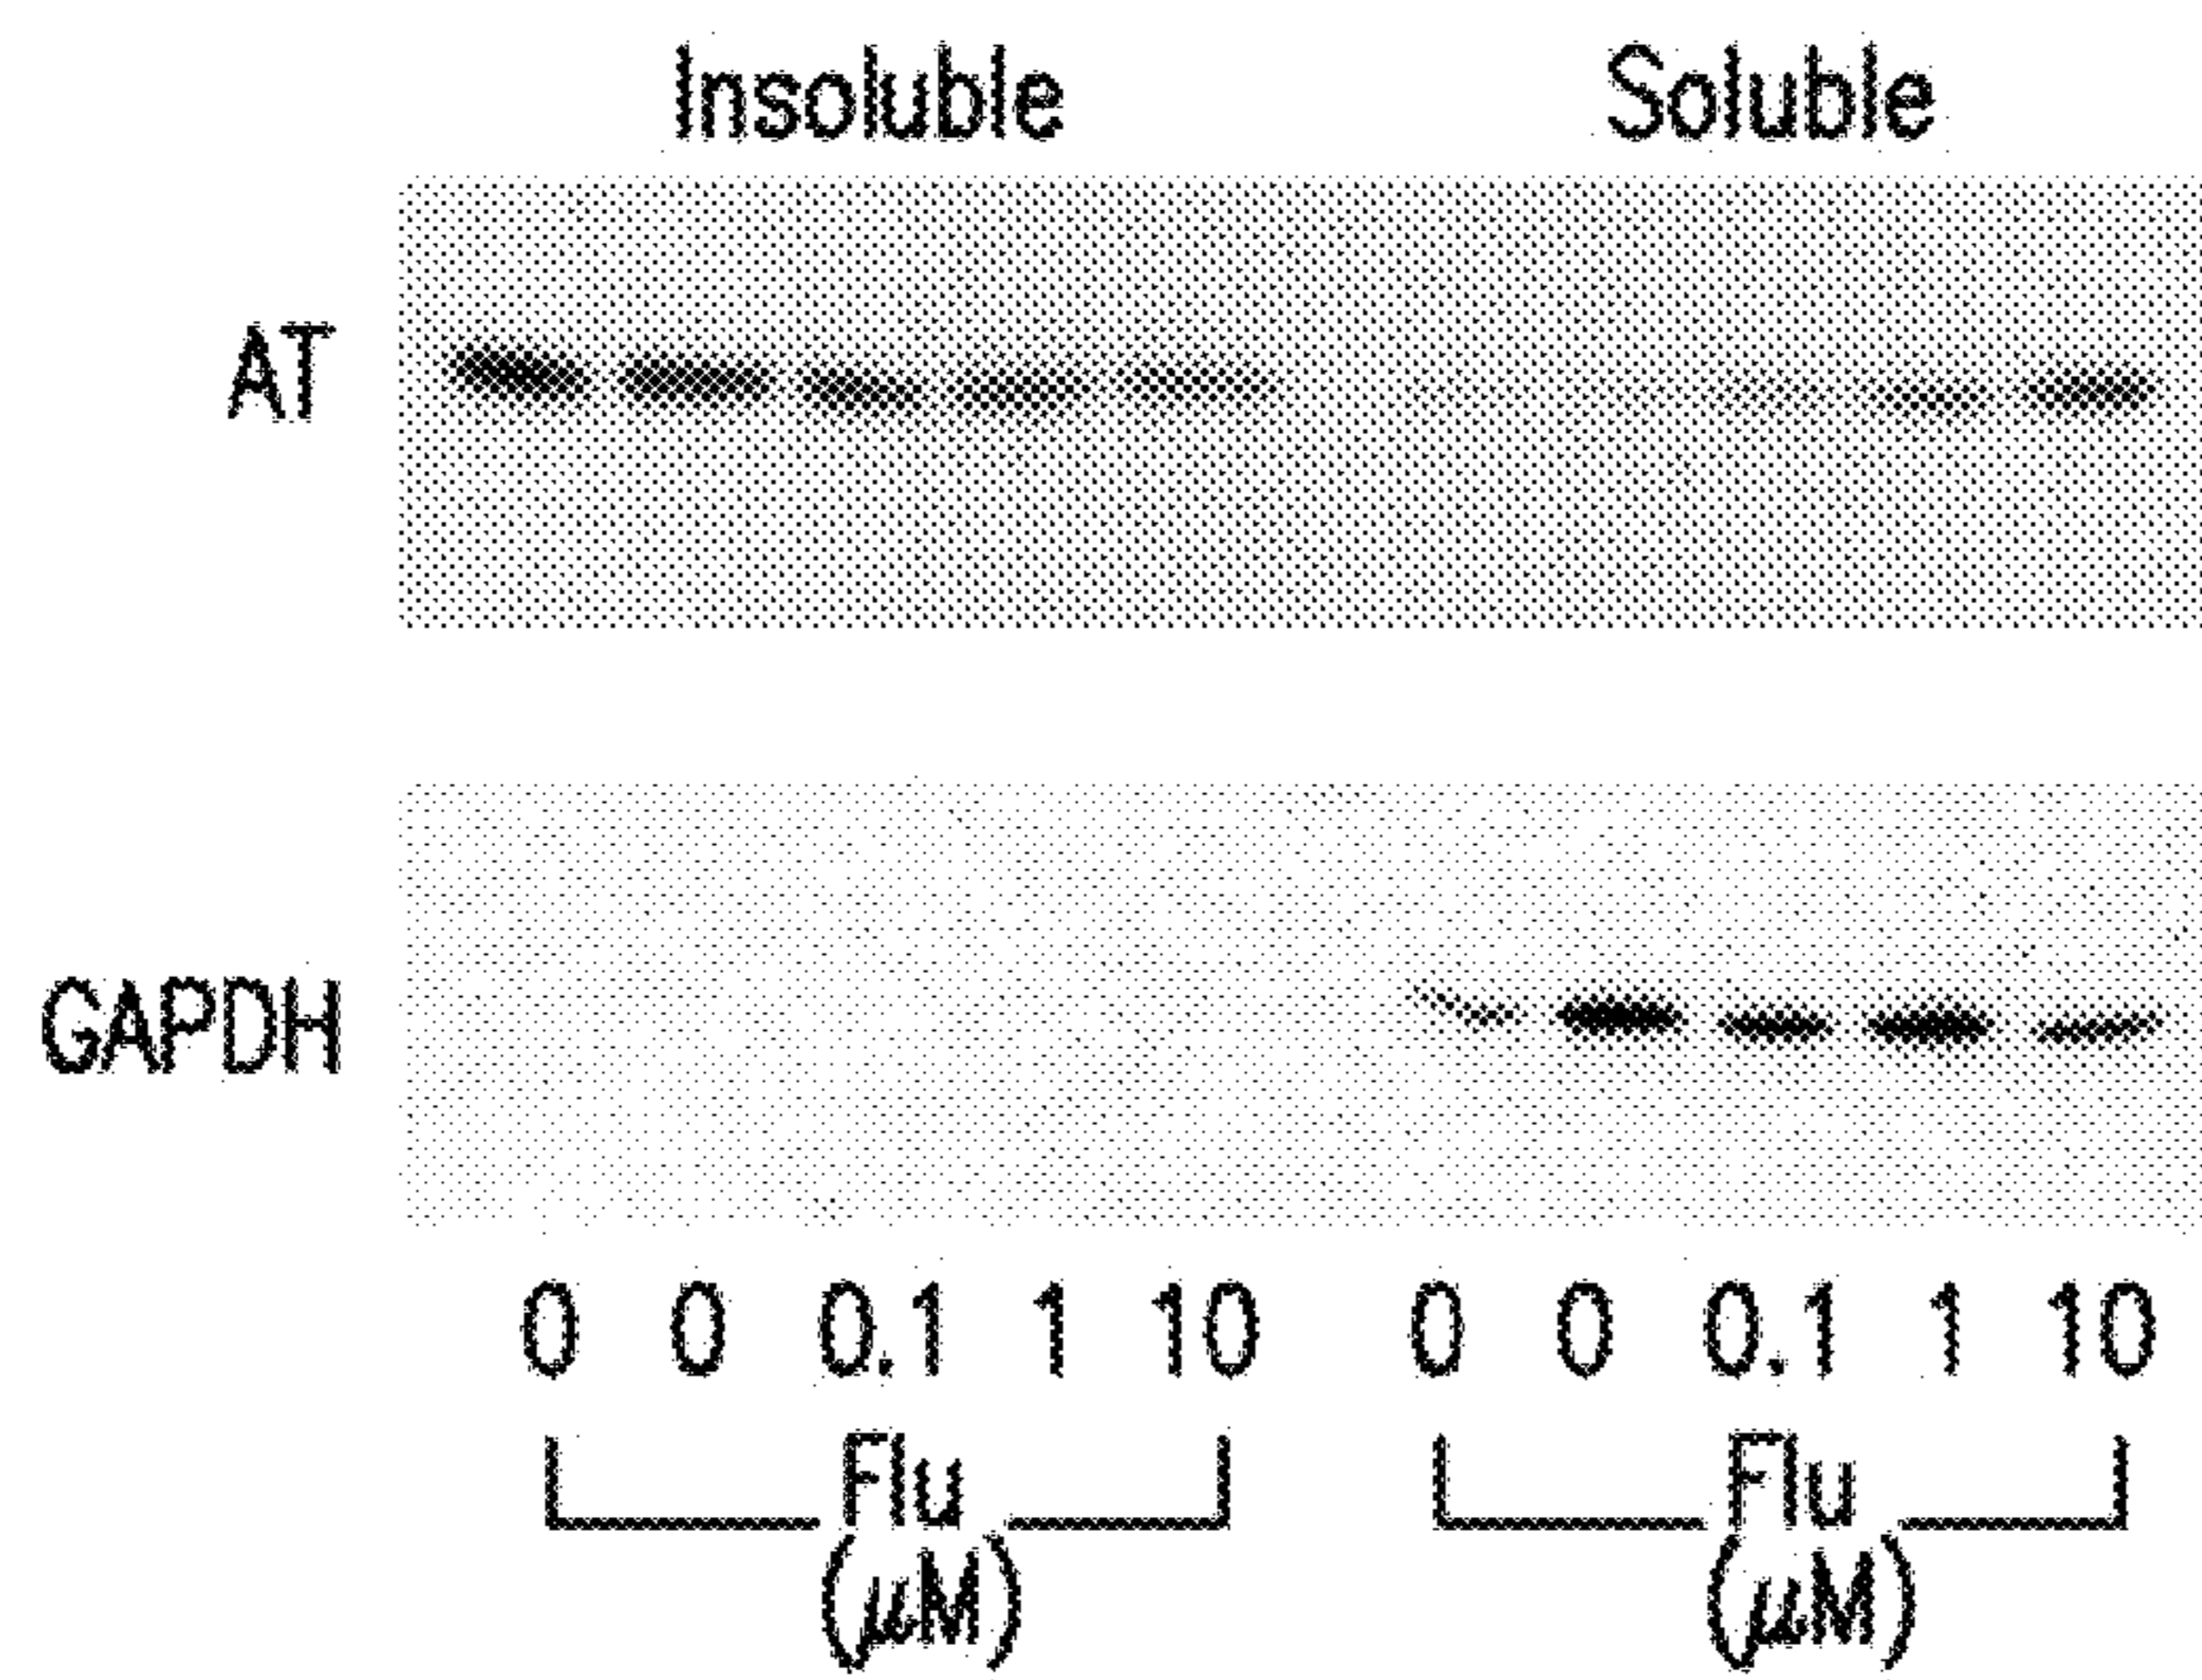 Insoluble Soluble
AT
GAPDH
0 0 0.1 1 10 0 0 0.1 1 10
Flu Flu
(μM) (μM)